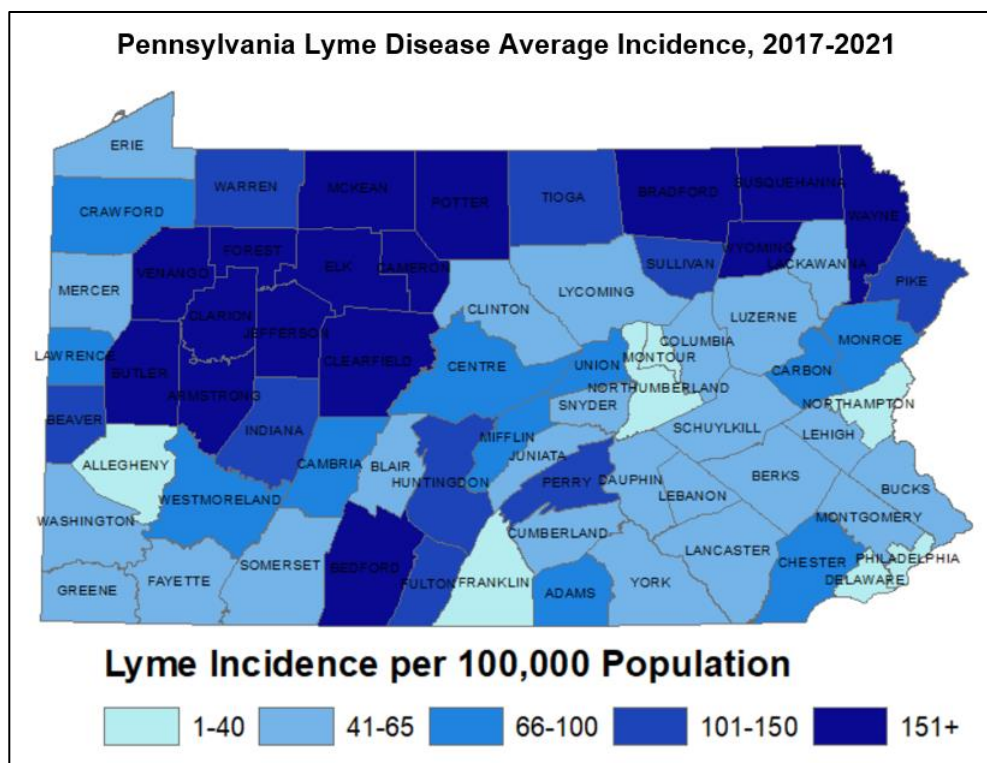 Pennsylvania Lyme Disease Average Incidence, 2017-2021
ERIE
WARREN
MCKEAN
POTTER
TIOGA
BRADFORD
SUSQUEHANNA
WAYNE
CRAWFORD
FOREST
ELK
CAMERON
VENANGO
WYOMING
SULLIVAN
LACKAWANNA
PIKE
MERCER
CLARION
JEFFERSON
CLINTON
LYCOMING
LUZERNE
COLUMBIA
MONROE
LAWRENCE
BUTLER
CLEARFIELD
CENTRE
UNION
MONTOUR
CARBON
ARMSTRONG
NORTHUMBERLAND
NORTHAMPTON
SNYDER
BEAVER
INDIANA
SCHUYLKILL
LEHIGH
ALLEGHENY
CAMBRIA
BLAIR
MIFFLIN
JUNIATA
HUNTINGDON
PERRY
DAUPHIN
BERKS
BUCKS
WESTMORELAND
LEBANON
MONTGOMERY
WASHINGTON
CUMBERLAND
LANCASTER
PHILADELPHIA
GREENE
FAYETTE
SOMERSET
BEDFORD
FULTON
FRANKLIN
ADAMS
YORK
CHESTER
DELAWARE
Lyme Incidence per 100,000 Population
1-40
41-65
66-100
101-150
151+